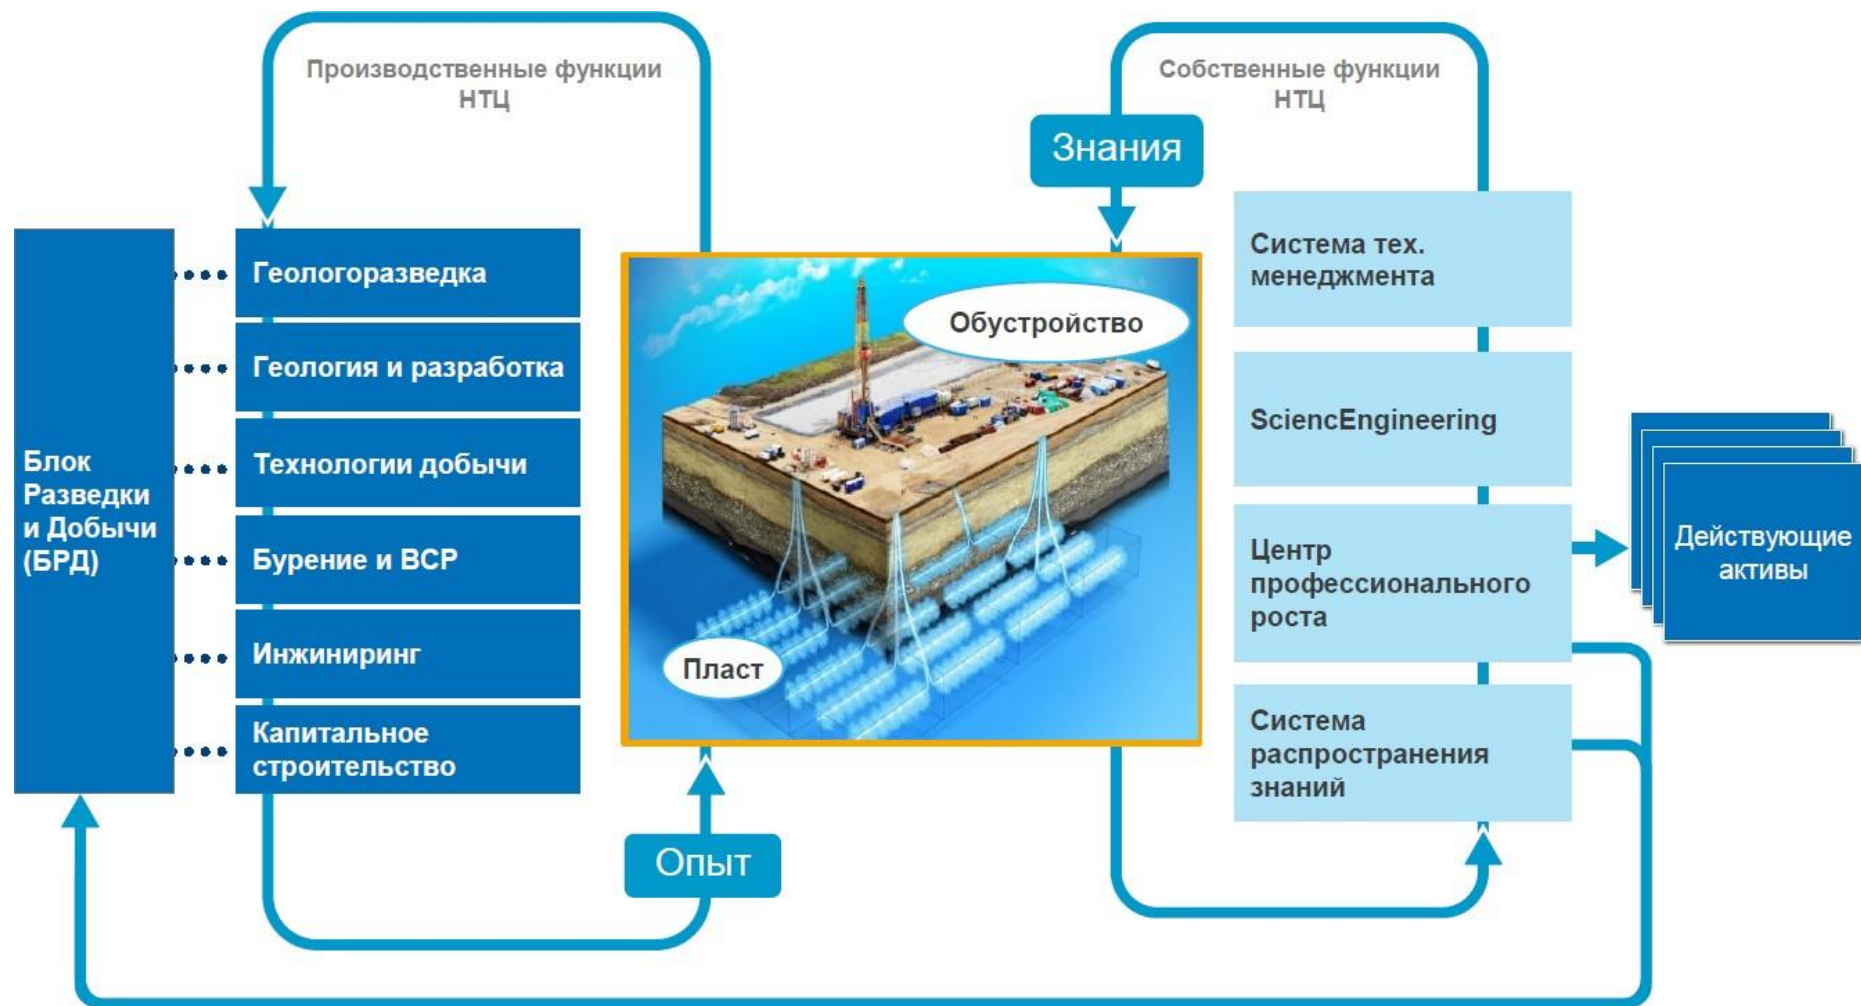 Производственные функции
НТЦ
Собственные функции
НТЦ
Знания
Блок
Разведки
и Добычи
(БРД)
Геологоразведка
Геология и разработка
Технологии добычи
Бурение и ВСР
Инжиниринг
Капитальное
строительство
Обустройство
Пласт
Опыт
Система тех.
менеджмента
SciencEngineering
Центр
профессионального
роста
Система
распространения
знаний
Действующие
активы